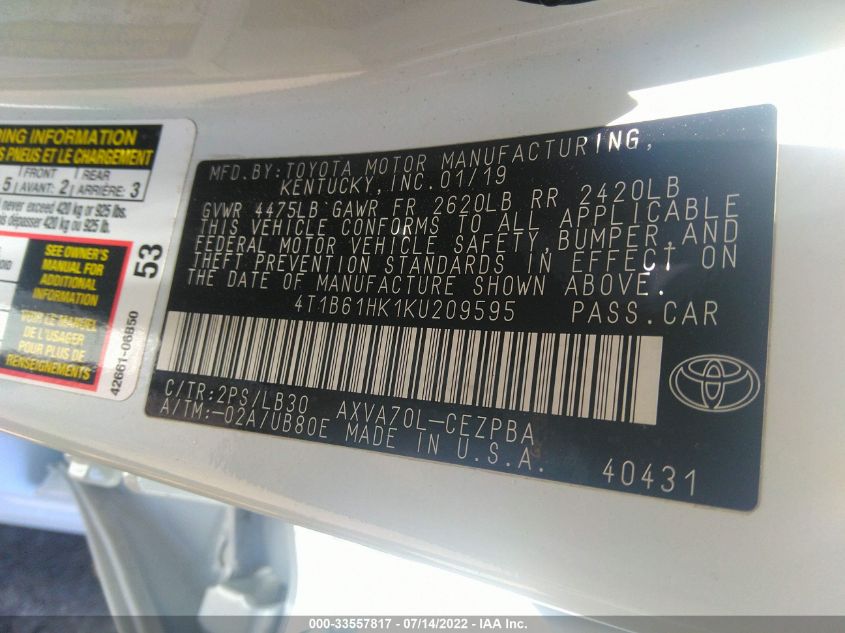 DING INFORMATION
S PNEUS ET LE CHARGEMENT
5 FRONT AVANT: 2 REAR ARRIÈRE: 3
never exceed 420 kg or 925 lbs.
dépasser 420 kg ou 925 lb.
SEE OWNER'S
MANUAL FOR
ADDITIONAL
INFORMATION
VOIR LE MANUEL
DE L'USAGER
POUR PLUS DE
RENSEIGNEMENTS
53
42661-06850
MFD.BY:TOYOTA MOTOR MANUFACTURING,
KENTUCKY, INC.01/19
GVWR 4475LB GAWR FR 2620LB RR 2420LB
THIS VEHICLE CONFORMS TO ALL APPLICABLE
FEDERAL MOTOR VEHICLE SAFETY,BUMPER,AND
THEFT PREVENTION STANDARDS IN EFFECT ON
THE DATE OF MANUFACTURE SHOWN ABOVE.
4T1B61HK1KU209595 PASS.CAR
C/TR:2PS/LB30 AXVA70L-CEZPBA
A/TM:-02A/UB80E MADE IN U.S.A.
40431
000-33557817 / 07/14/2022 - IAA Inc.